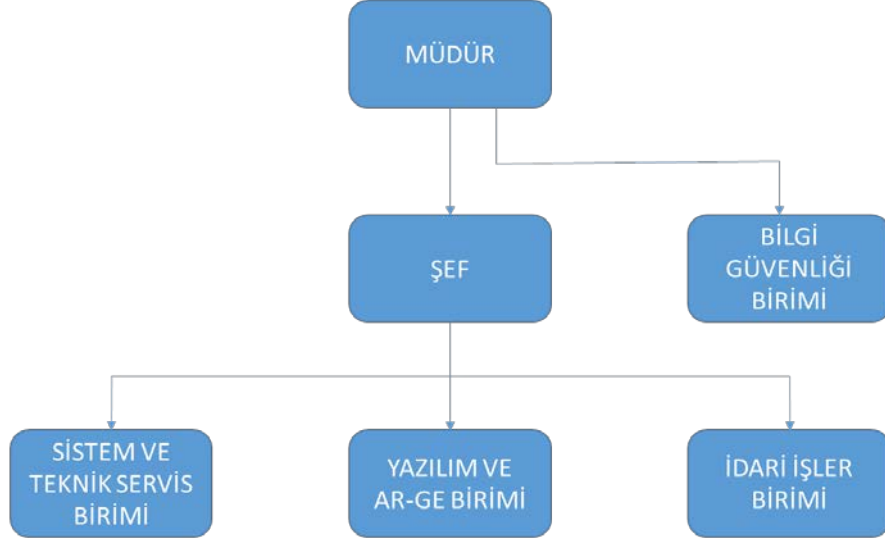 MÜDÜR
ŞEF
BİLGİ
GÜVENLİĞİ
BİRİMİ
SİSTEM VE
TEKNİK SERVİS
BİRİMİ
YAZILIM VE
AR-GE BİRİMİ
İDARİ İŞLER
BİRİMİ